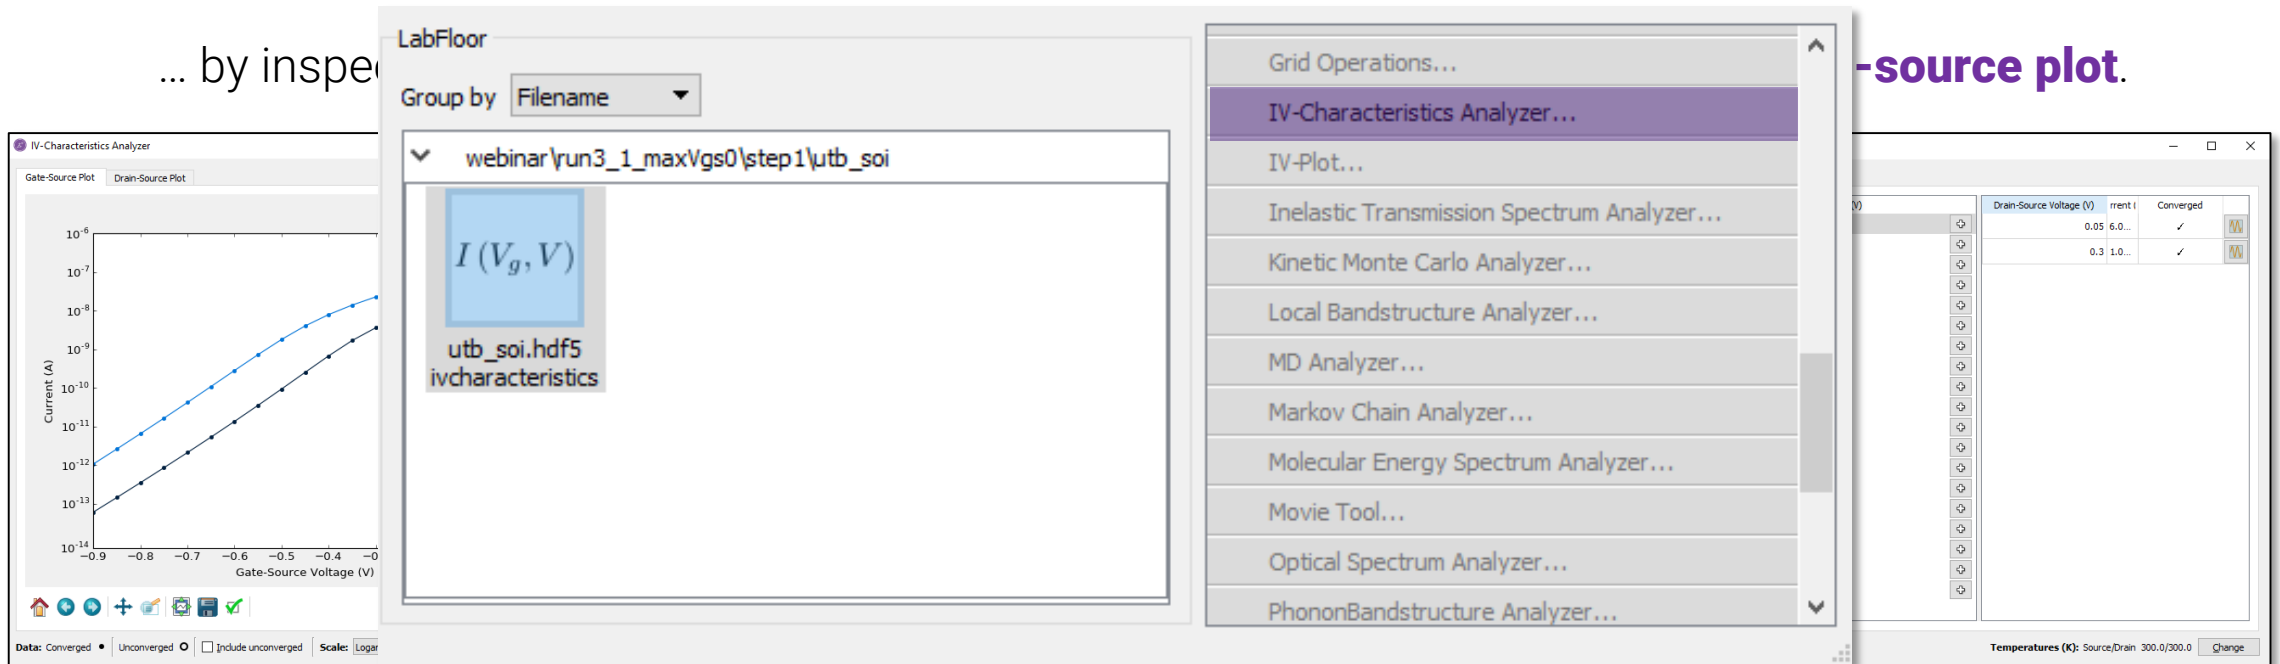 ... by inspe
-source plot.
LabFloor
Group by Filename
webinar\run3_1_maxVgs0\step1\utb_soi
I (Vg, V)
utb_soi.hdf5
ivcharacteristics
Grid Operations...
IV-Characteristics Analyzer...
IV-Plot...
Inelastic Transmission Spectrum Analyzer...
Kinetic Monte Carlo Analyzer...
Local Bandstructure Analyzer...
MD Analyzer...
Markov Chain Analyzer...
Molecular Energy Spectrum Analyzer...
Movie Tool...
Optical Spectrum Analyzer...
PhononBandstructure Analyzer...
IV-Characteristics Analyzer
Gate-Source Plot Drain-Source Plot
10^-6
10^-7
10^-8
10^-9
10^-10
10^-11
10^-12
10^-13
10^-14
Current (A)
−0.9 −0.8 −0.7 −0.6 −0.5 −0.4
Gate-Source Voltage (V)
Data: Converged Unconverged Include unconverged Scale: Logar
(V)
Drain-Source Voltage (V) rrent ( Converged
0.05 6.0... ✓
0.3 1.0... ✓
Temperatures (K): Source/Drain 300.0/300.0 Change